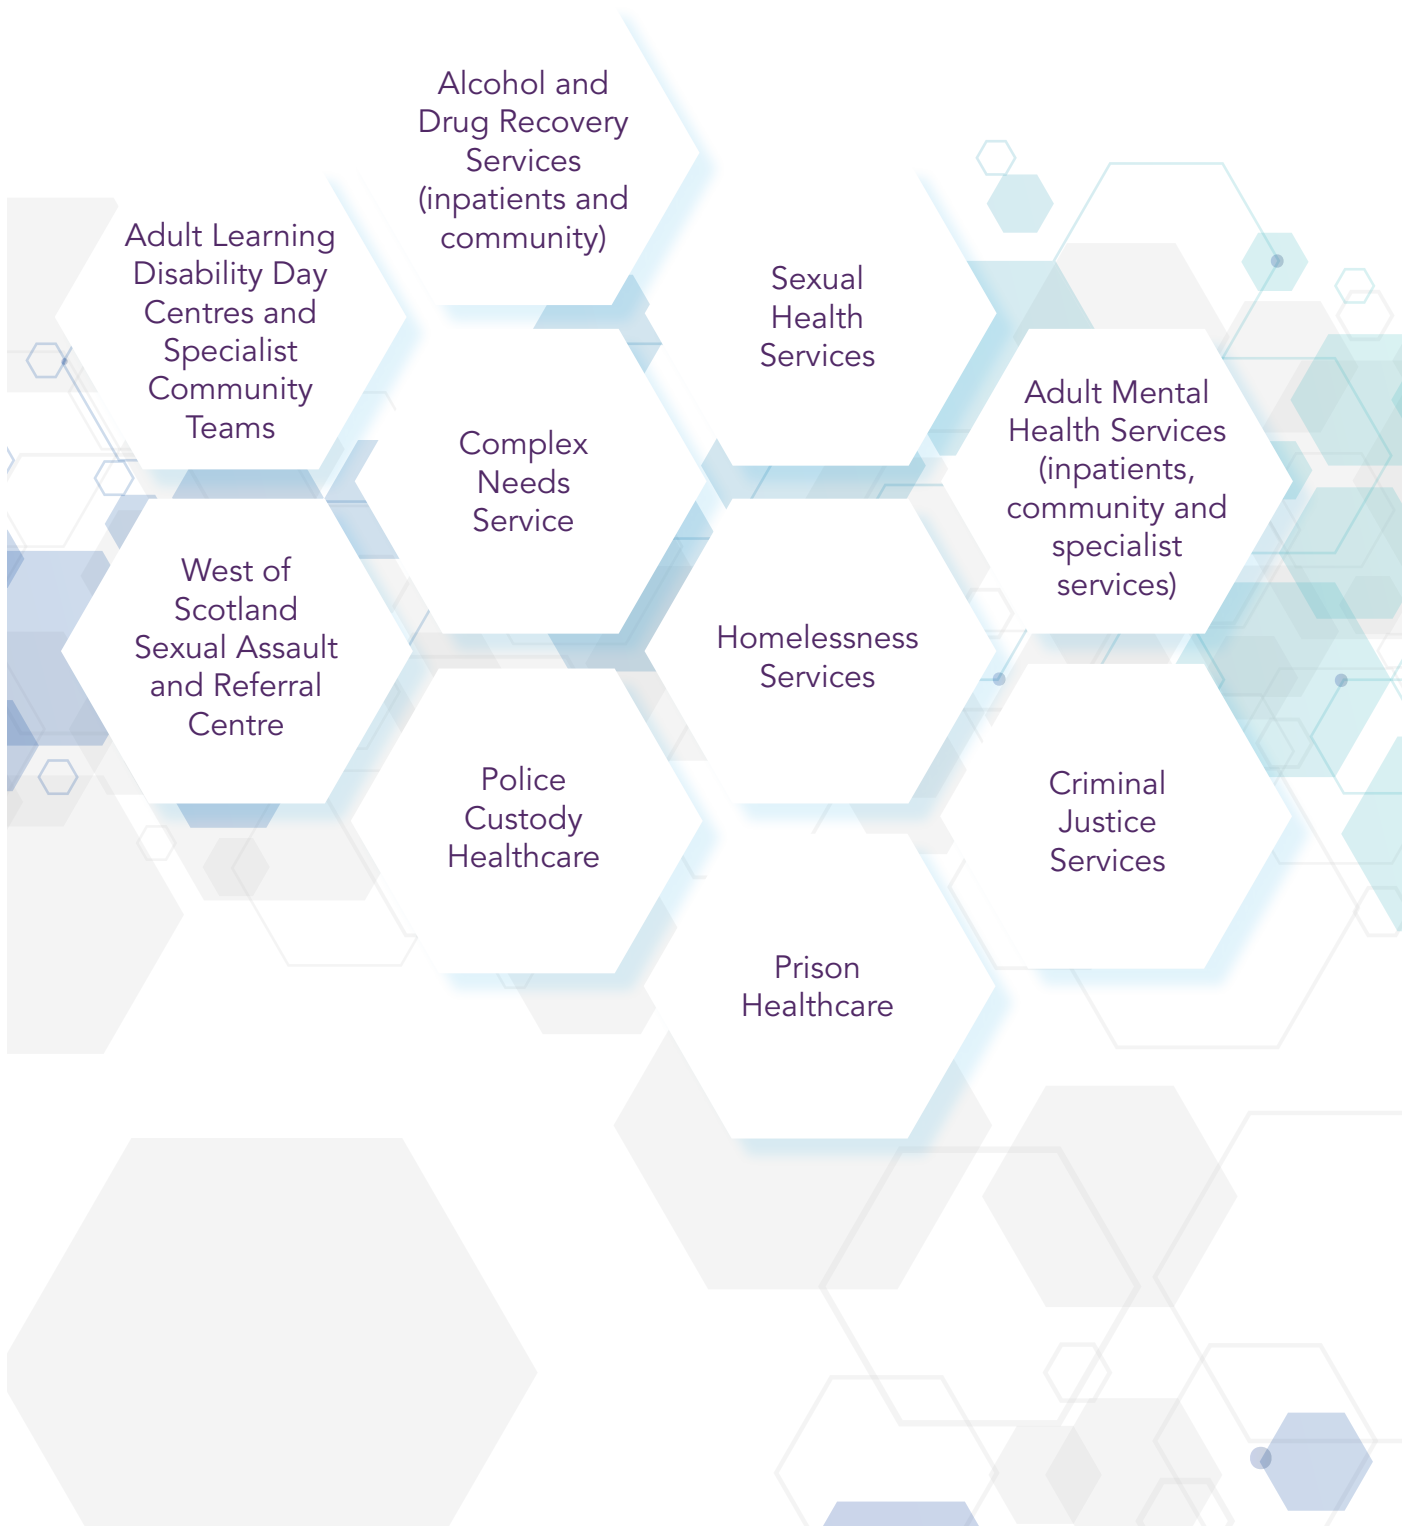 Alcohol and
Drug Recovery
Services
(inpatients and
community)
Adult Learning
Disability Day
Centres and
Specialist
Community
Teams
Sexual
Health
Services
Adult Mental
Health Services
(inpatients,
community and
specialist
services)
Complex
Needs
Service
West of
Scotland
Sexual Assault
and Referral
Centre
Homelessness
Services
Police
Custody
Healthcare
Criminal
Justice
Services
Prison
Healthcare